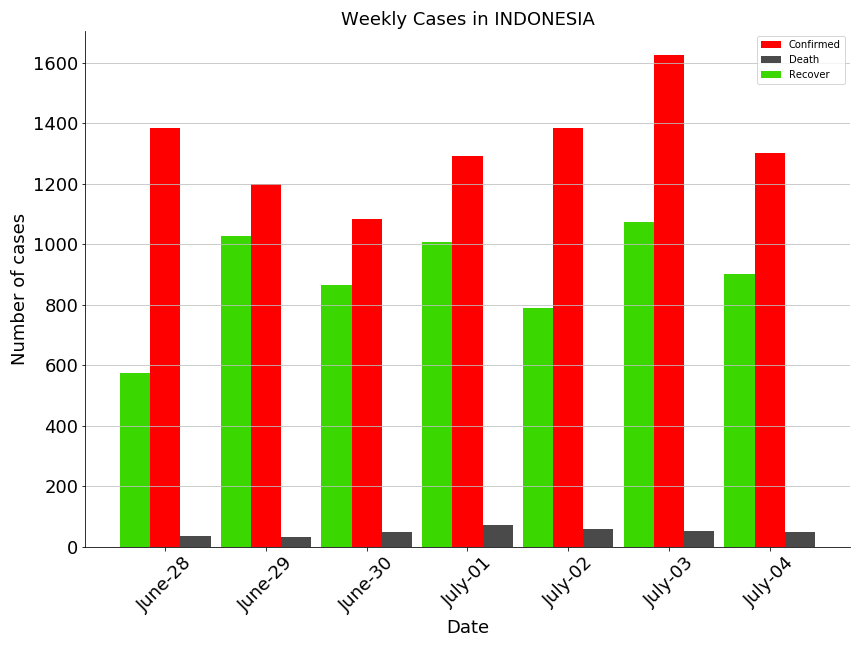 Weekly Cases in INDONESIA
Confirmed
Death
Recover
Number of cases
1600
1400
1200
1000
800
600
400
200
0
June-28 June-29 June-30 July-01 July-02 July-03 July-04
Date